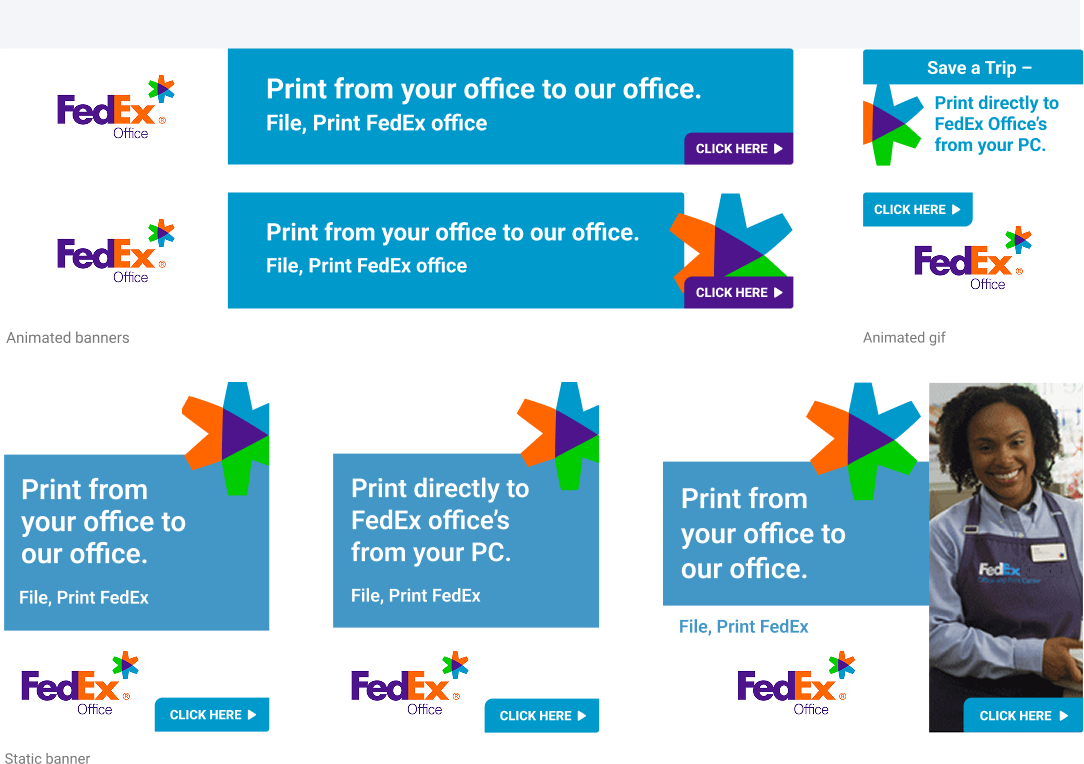 FedEx®
Office
Print from your office to our office.
File, Print FedEx office
CLICK HERE
Save a Trip –
Print directly to
FedEx Office's
from your PC.
CLICK HERE
FedEx®
Office
FedEx®
Office
Print from your office to our office.
File, Print FedEx office
CLICK HERE
Animated banners
Animated gif
Print from
your office to
our office.
File, Print FedEx
FedEx®
Office
CLICK HERE
Print directly to
FedEx office's
from your PC.
File, Print FedEx
FedEx®
Office
CLICK HERE
Print from
your office to
our office.
File, Print FedEx
FedEx®
Office
FedEx
Office and Print Center
CLICK HERE
Static banner